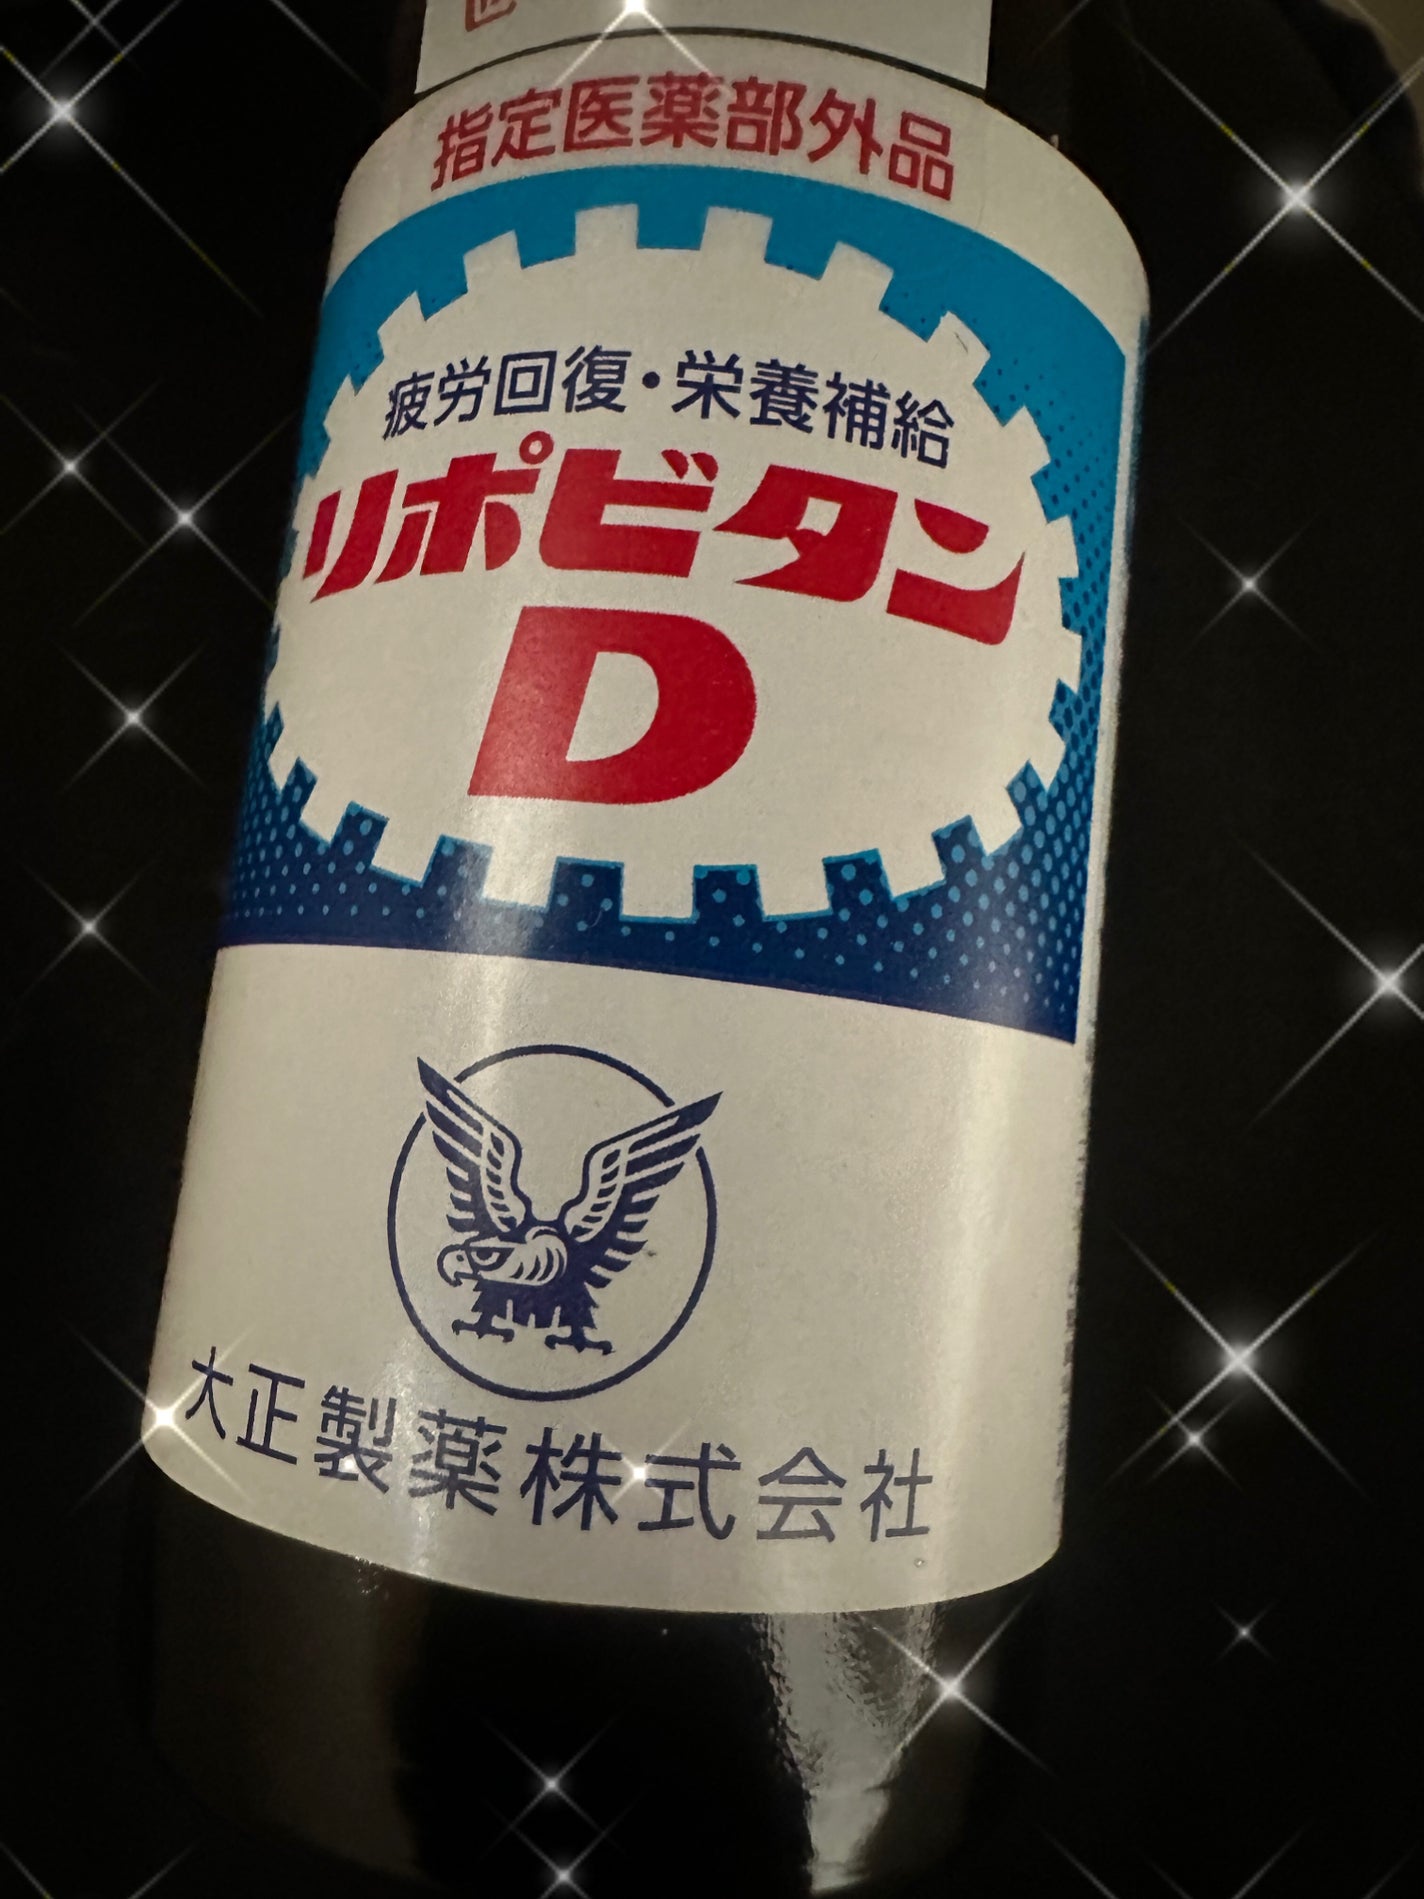 指定医薬部外品
疲労回復・栄養補給
リポビタン
D
大正製薬株式会社